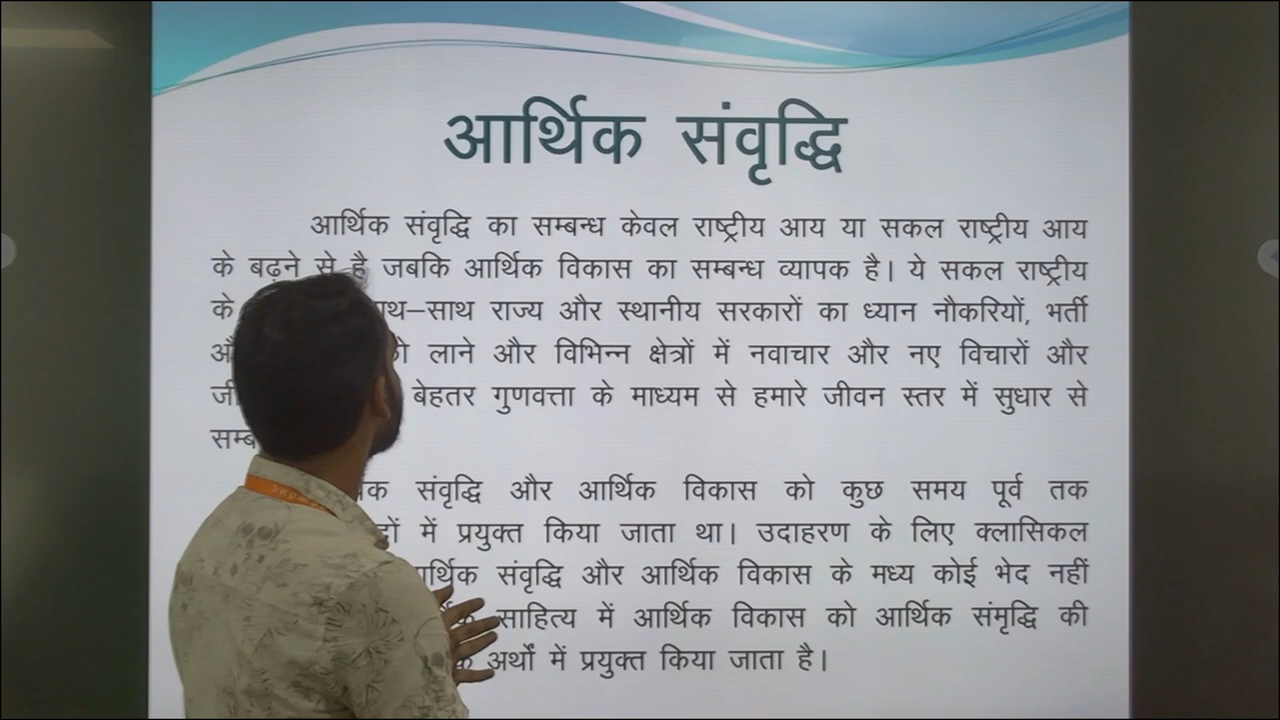 आर्थिक संवृद्धि
आर्थिक संवृद्धि का सम्बन्ध केवल राष्ट्रीय आय या सकल राष्ट्रीय आय
के बढ़ने से है जबकि आर्थिक विकास का सम्बन्ध व्यापक है। ये सकल राष्ट्रीय
के साथ–साथ राज्य और स्थानीय सरकारों का ध्यान नौकरियों, भर्ती
लाने और विभिन्न क्षेत्रों में नवाचार और नए विचारों और
बेहतर गुणवत्ता के माध्यम से हमारे जीवन स्तर में सुधार से
संवृद्धि और आर्थिक विकास को कुछ समय पूर्व तक
में प्रयुक्त किया जाता था। उदाहरण के लिए क्लासिकल
आर्थिक संवृद्धि और आर्थिक विकास के मध्य कोई भेद नहीं
साहित्य में आर्थिक विकास को आर्थिक संमृद्धि की
अर्थों में प्रयुक्त किया जाता है।